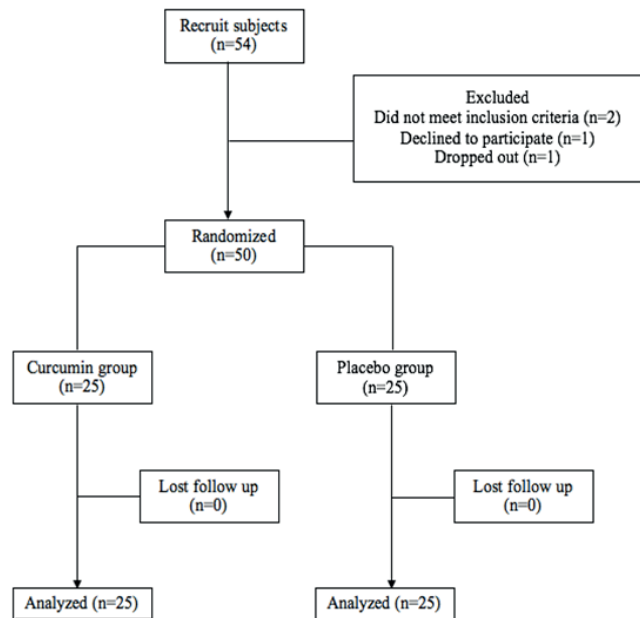 Recruit subjects
(n=54)
Excluded
Did not meet inclusion criteria (n=2)
Declined to participate (n=1)
Dropped out (n=1)
Randomized
(n=50)
Curcumin group
(n=25)
Placebo group
(n=25)
Lost follow up
(n=0)
Lost follow up
(n=0)
Analyzed (n=25)
Analyzed (n=25)